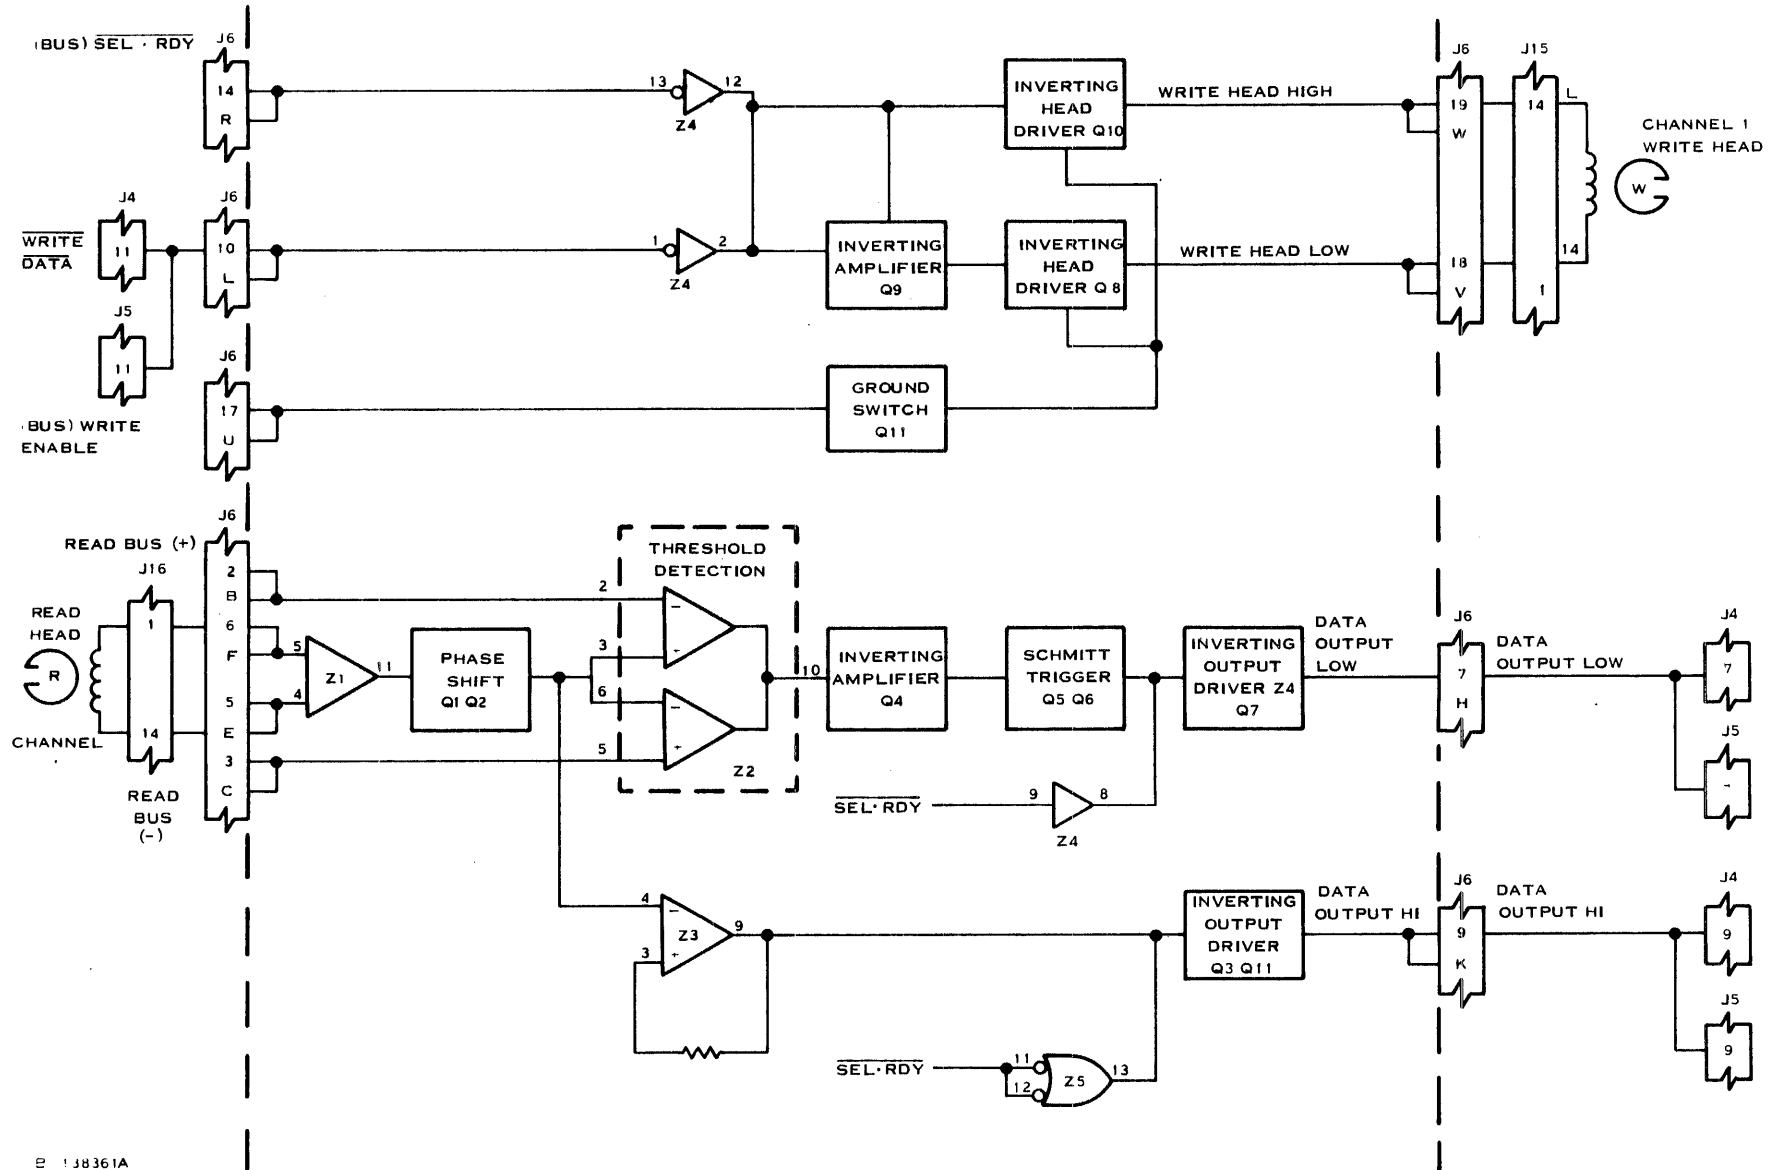 (BUS) SEL · RDY
J6
14
R
13
12
Z4
INVERTING
HEAD
DRIVER Q10
WRITE HEAD HIGH
J6
19
W
J15
14
L
CHANNEL 1
WRITE HEAD
W
J4
11
WRITE
DATA
J6
10
L
1
2
Z4
INVERTING
AMPLIFIER
Q9
INVERTING
HEAD
DRIVER Q8
WRITE HEAD LOW
18
V
1
14
J5
11
J6
17
U
BUS) WRITE
ENABLE
GROUND
SWITCH
Q11
J6
READ BUS (+)
J16
2
B
6
F
5
E
3
C
READ
HEAD
R
1
14
CHANNEL
READ
BUS
(-)
5
4
Z1
11
PHASE
SHIFT
Q1 Q2
THRESHOLD
DETECTION
2
3
6
5
−
+
−
+
Z2
10
INVERTING
AMPLIFIER
Q4
SCHMITT
TRIGGER
Q5 Q6
INVERTING
OUTPUT
DRIVER Z4
Q7
DATA
OUTPUT
LOW
J6
7
H
DATA
OUTPUT LOW
J4
7
J5
SEL·RDY
9
8
Z4
4
3
−
+
Z3
9
INVERTING
OUTPUT
DRIVER
Q3 Q11
DATA
OUTPUT HI
J6
9
K
DATA
OUTPUT HI
J4
9
J5
9
SEL·RDY
11
12
Z5
13
138361A